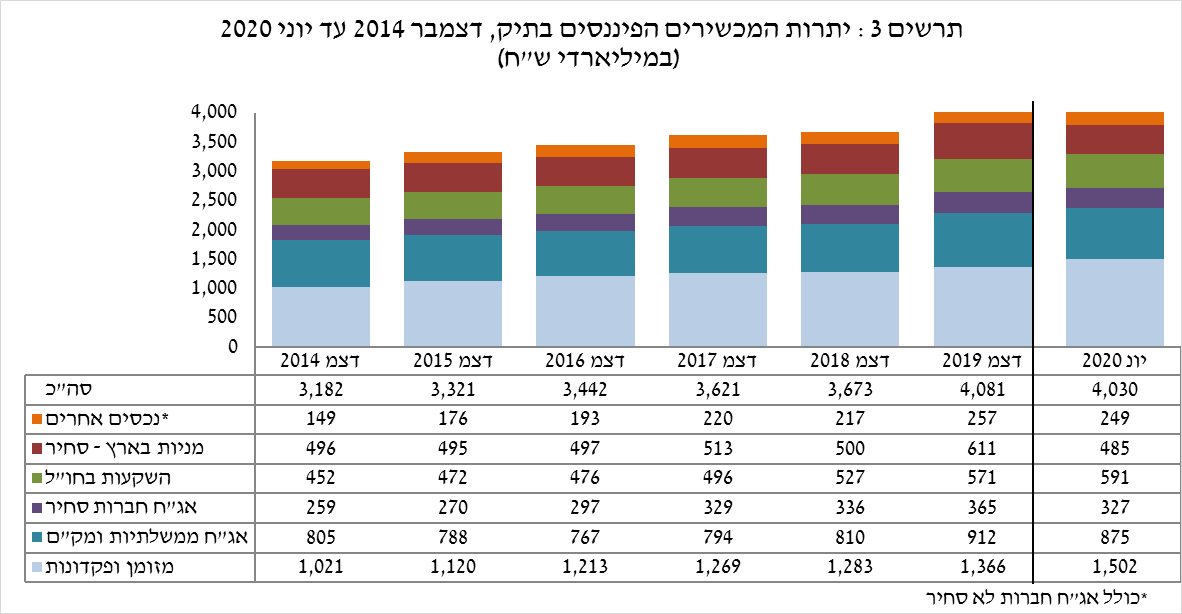 תרשים 3 : יתרות המכשירים הפיננסים בתיק, דצמבר 2014 עד יוני 2020
(במיליארדי ש״ח)
4,000
3,500
3,000
2,500
2,000
1,500
1,000
500
0
דצמ 2014 דצמ 2015 דצמ 2016 דצמ 2017 דצמ 2018 דצמ 2019 יונ 2020
סה״כ 3,182 3,321 3,442 3,621 3,673 4,081 4,030
*נכסים אחרים 149 176 193 220 217 257 249
מניות בארץ - סחיר 496 495 497 513 500 611 485
השקעות בחו״ל 452 472 476 496 527 571 591
אג״ח חברות סחיר 259 270 297 329 336 365 327
אג״ח ממשלתיות ומק״ם 805 788 767 794 810 912 875
מזומן ופקדונות 1,021 1,120 1,213 1,269 1,283 1,366 1,502
*כולל אג״ח חברות לא סחיר